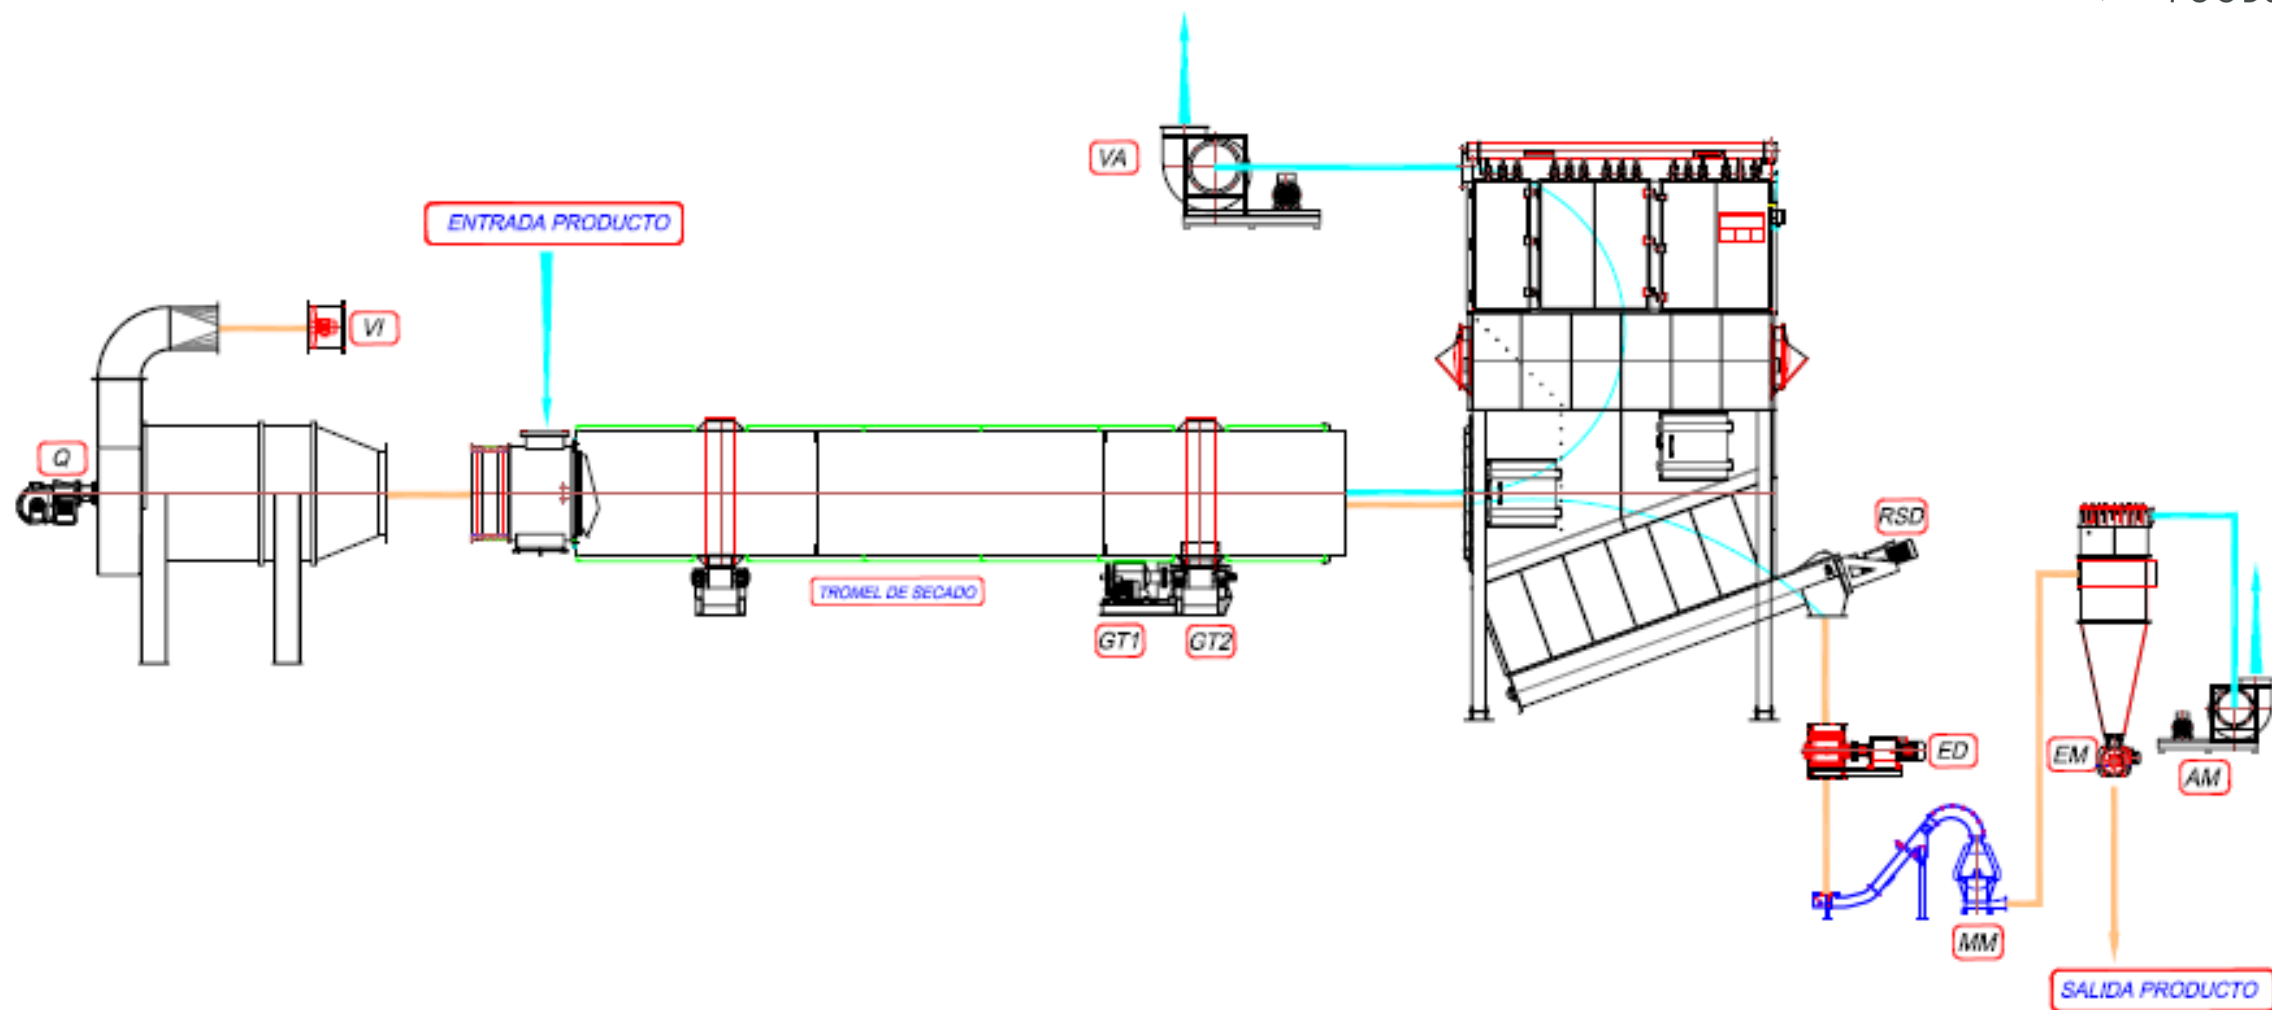 VA
ENTRADA PRODUCTO
VI
Q
RSD
TROMEL DE SECADO
GT1
GT2
ED
EM
AM
MM
SALIDA PRODUCTO